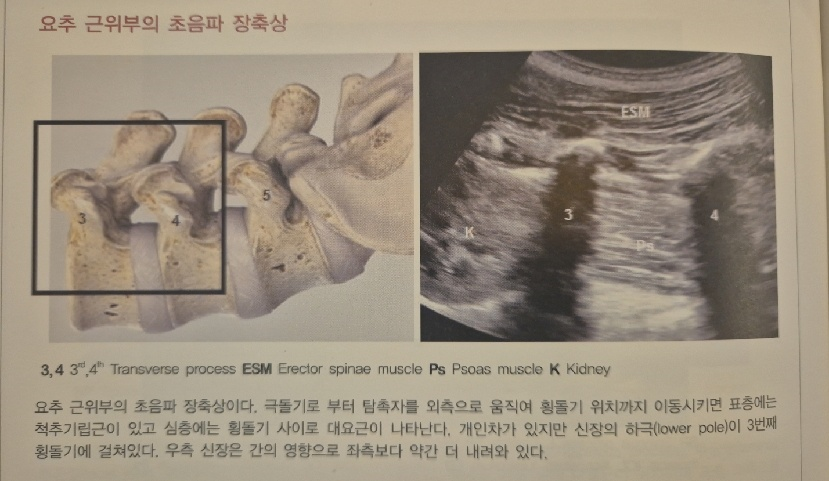 요추 근위부의 초음파 장축상
3
4
5
ESM
K
3
Ps
4
3,4 3rd,4th Transverse process ESM Erector spinae muscle Ps Psoas muscle K Kidney
요추 근위부의 초음파 장축상이다. 극돌기로 부터 탐촉자를 외측으로 움직여 횡돌기 위치까지 이동시키면 표층에는
척추기립근이 있고 심층에는 횡돌기 사이로 대요근이 나타난다. 개인차가 있지만 신장의 하극(lower pole)이 3번째
횡돌기에 걸쳐있다. 우측 신장은 간의 영향으로 좌측보다 약간 더 내려와 있다.